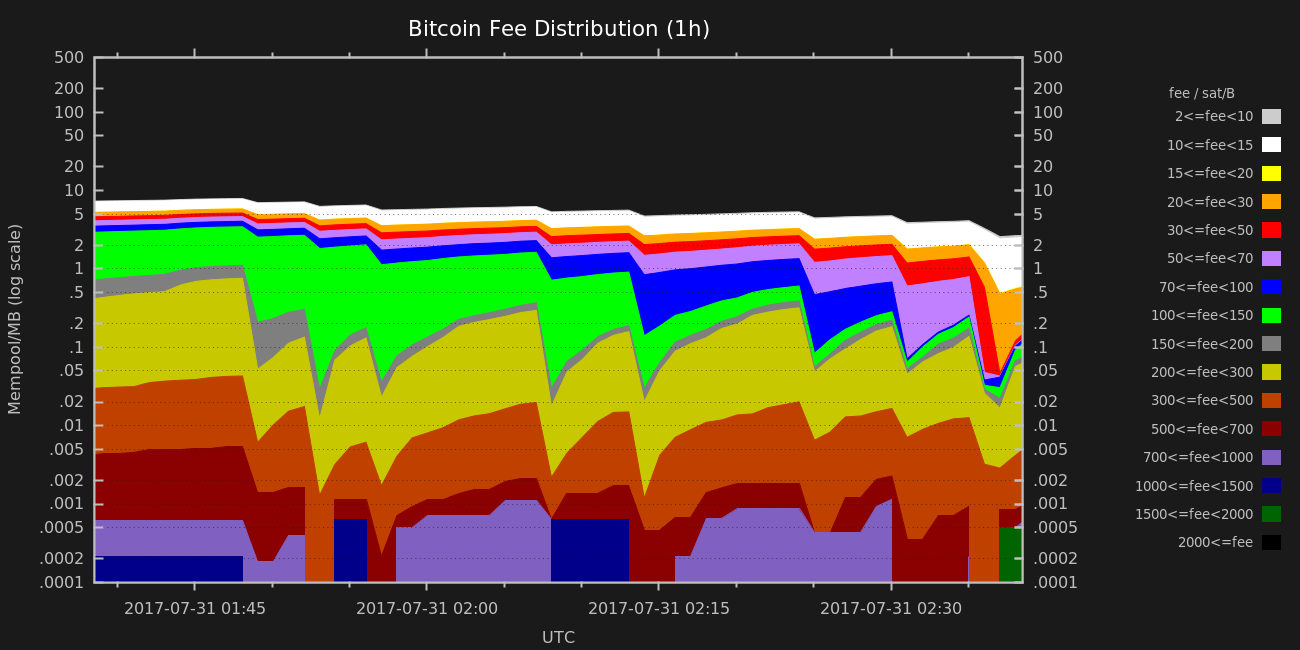 Bitcoin Fee Distribution (1h)
500
200
100
50
20
10
5
2
1
.5
.2
.1
.05
.02
.01
.005
.002
.001
.0005
.0002
.0001
Mempool/MB (log scale)
2017-07-31 01:45
2017-07-31 02:00
2017-07-31 02:15
2017-07-31 02:30
UTC
500
200
100
50
20
10
5
2
1
.5
.2
.1
.05
.02
.01
.005
.002
.001
.0005
.0002
.0001
fee / sat/B
2<=fee<10
10<=fee<15
15<=fee<20
20<=fee<30
30<=fee<50
50<=fee<70
70<=fee<100
100<=fee<150
150<=fee<200
200<=fee<300
300<=fee<500
500<=fee<700
700<=fee<1000
1000<=fee<1500
1500<=fee<2000
2000<=fee